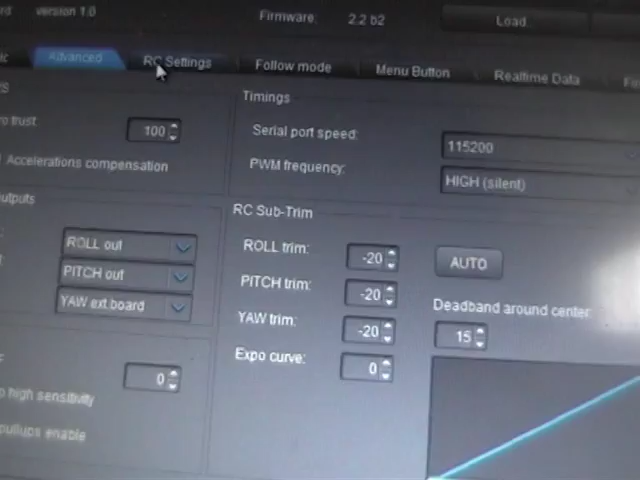 version 1.0
Firmware: 2.2 b2
Load
Advanced
RC Settings
Follow mode
Menu Button
Realtime Data
trust:
100
Accelerations compensation
Timings
Serial port speed:
115200
PWM frequency:
HIGH (silent)
ROLL out
PITCH out
YAW ext.board
RC Sub-Trim
ROLL trim:
-20
AUTO
PITCH trim:
-20
YAW trim:
-20
Expo curve:
0
Deadband around center:
15
0
high sensitivity
pullups enable